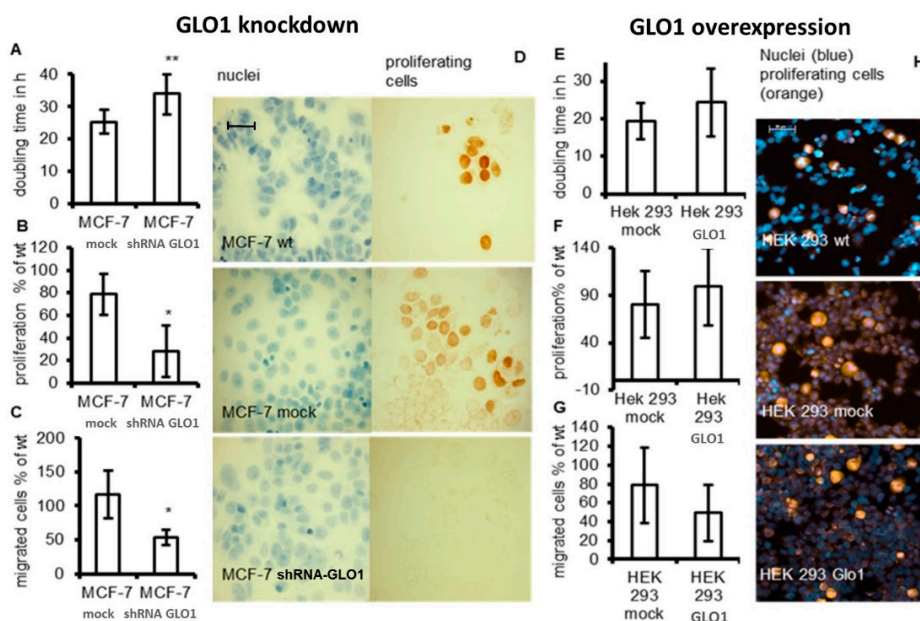 GLO1 knockdown
A
doubling time in h
50
40
30
20
10
0
MCF-7
mock
MCF-7
shRNA GLO1
**
B
proliferation % of wt
120
100
80
60
40
20
0
MCF-7
mock
MCF-7
shRNA GLO1
*
C
migrated cells % of wt
200
150
100
50
0
MCF-7
mock
MCF-7
shRNA GLO1
*
D
nuclei
proliferating
cells
MCF-7 wt
MCF-7 mock
MCF-7 shRNA-GLO1
GLO1 overexpression
E
doubling time in h
40
30
20
10
0
Hek 293
mock
Hek 293
GLO1
F
proliferation% of wt
140
90
40
-10
Hek 293
mock
Hek
293
GLO1
G
migrated cells % of wt
140
120
100
80
60
40
20
0
HEK
293
mock
HEK
293
GLO1
H
Nuclei (blue)
proliferating cells
(orange)
HEK 293 wt
HEK 293 mock
HEK 293 Glo1